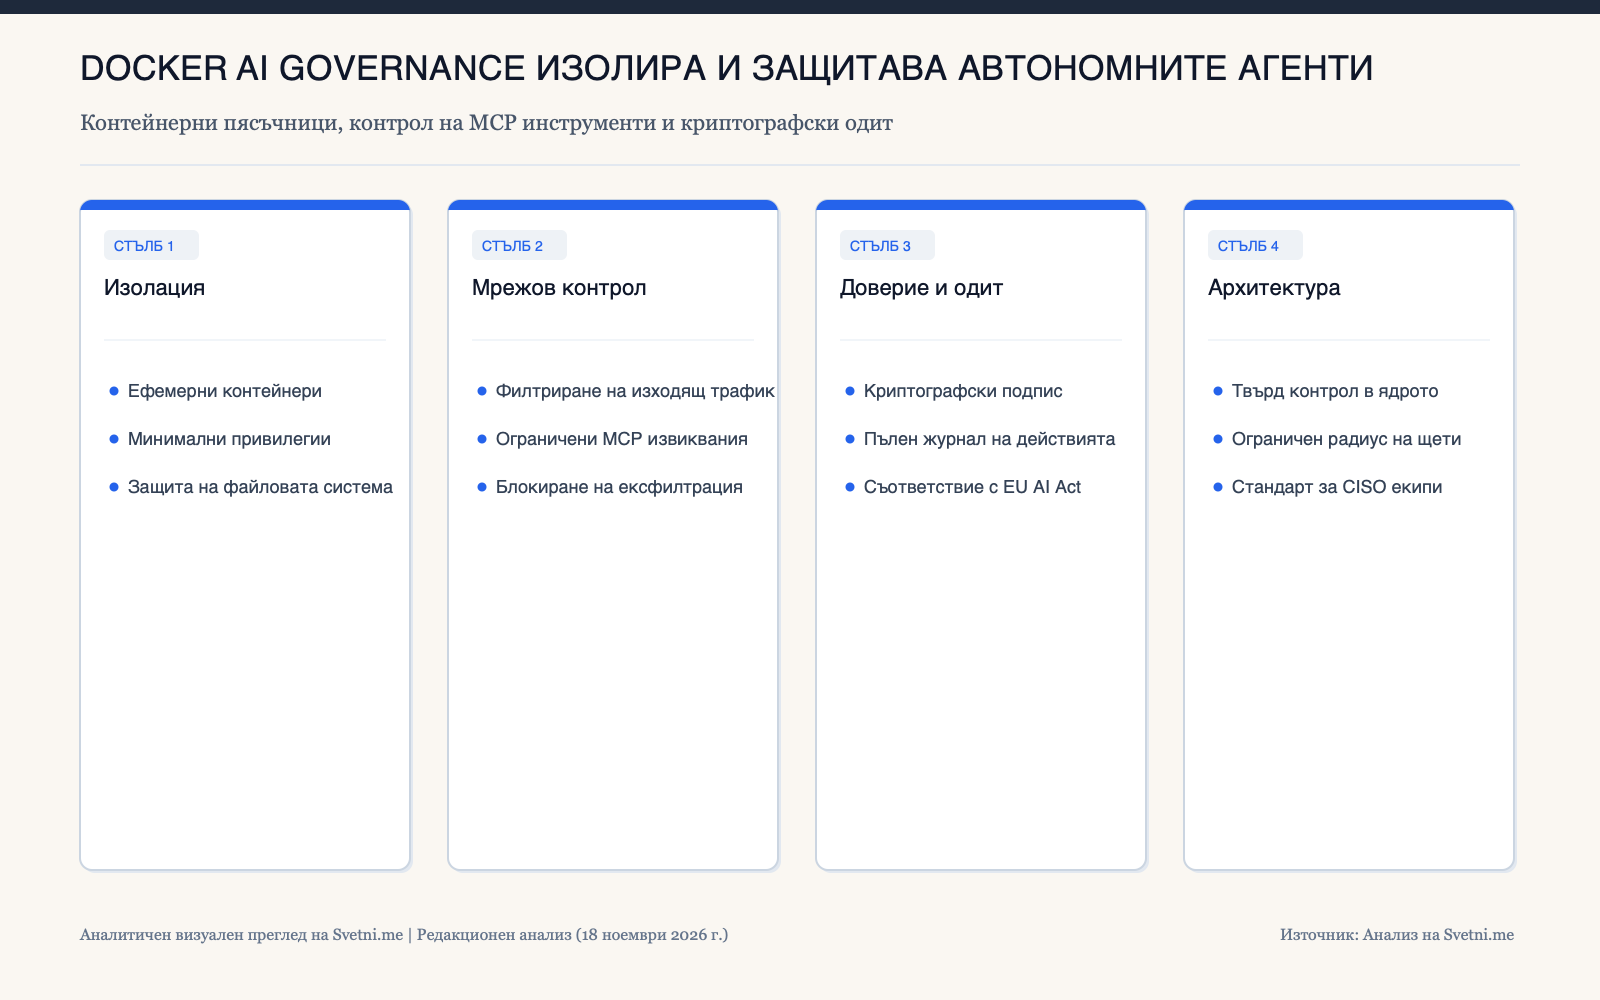 DOCKER AI GOVERNANCE ИЗОЛИРА И ЗАЩИТАВА АВТОНОМНИТЕ АГЕНТИ
Контейнерни пясъчници, контрол на MCP инструменти и криптографски одит
СТЪЛБ 1
Изолация
Ефемерни контейнери
Минимални привилегии
Защита на файловата система
СТЪЛБ 2
Мрежов контрол
Филтриране на изходящ трафик
Ограничени MCP извиквания
Блокиране на ексфилтрация
СТЪЛБ 3
Доверие и одит
Криптографски подпис
Пълен журнал на действията
Съответствие с EU AI Act
СТЪЛБ 4
Архитектура
Твърд контрол в ядрото
Ограничен радиус на щети
Стандарт за CISO екипи
Аналитичен визуален преглед на Svetni.me | Редакционен анализ (18 ноември 2026 г.)
Източник: Анализ на Svetni.me